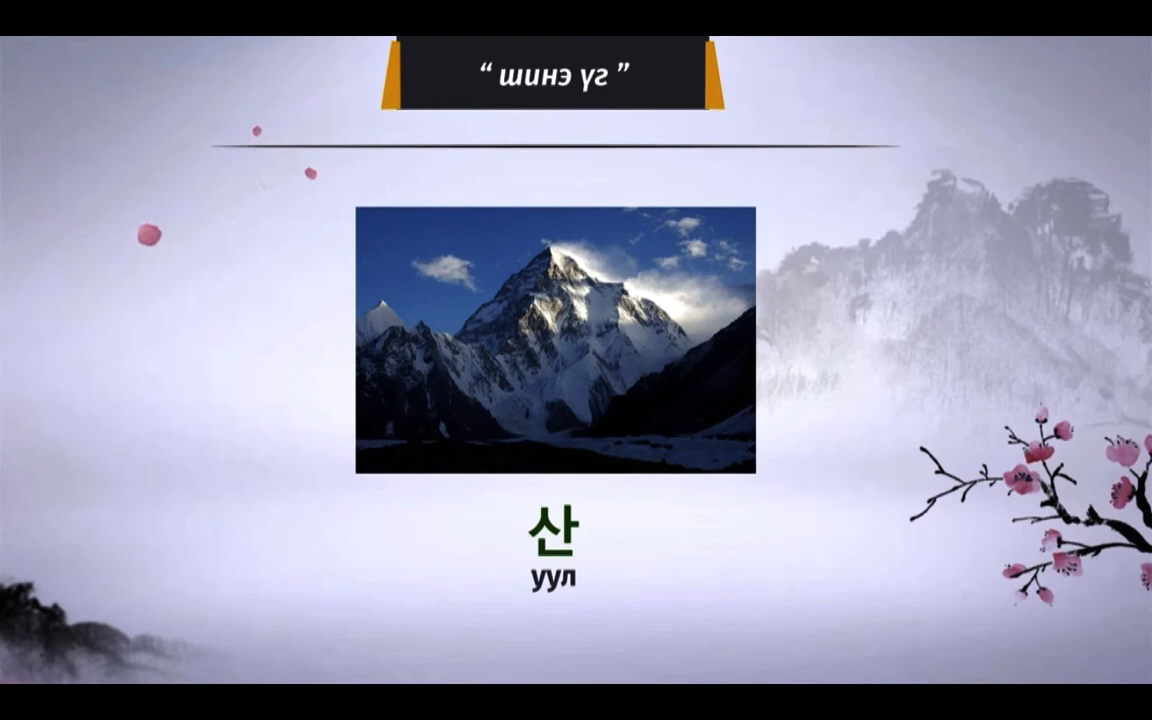 “ шинэ үг ”
산
уул